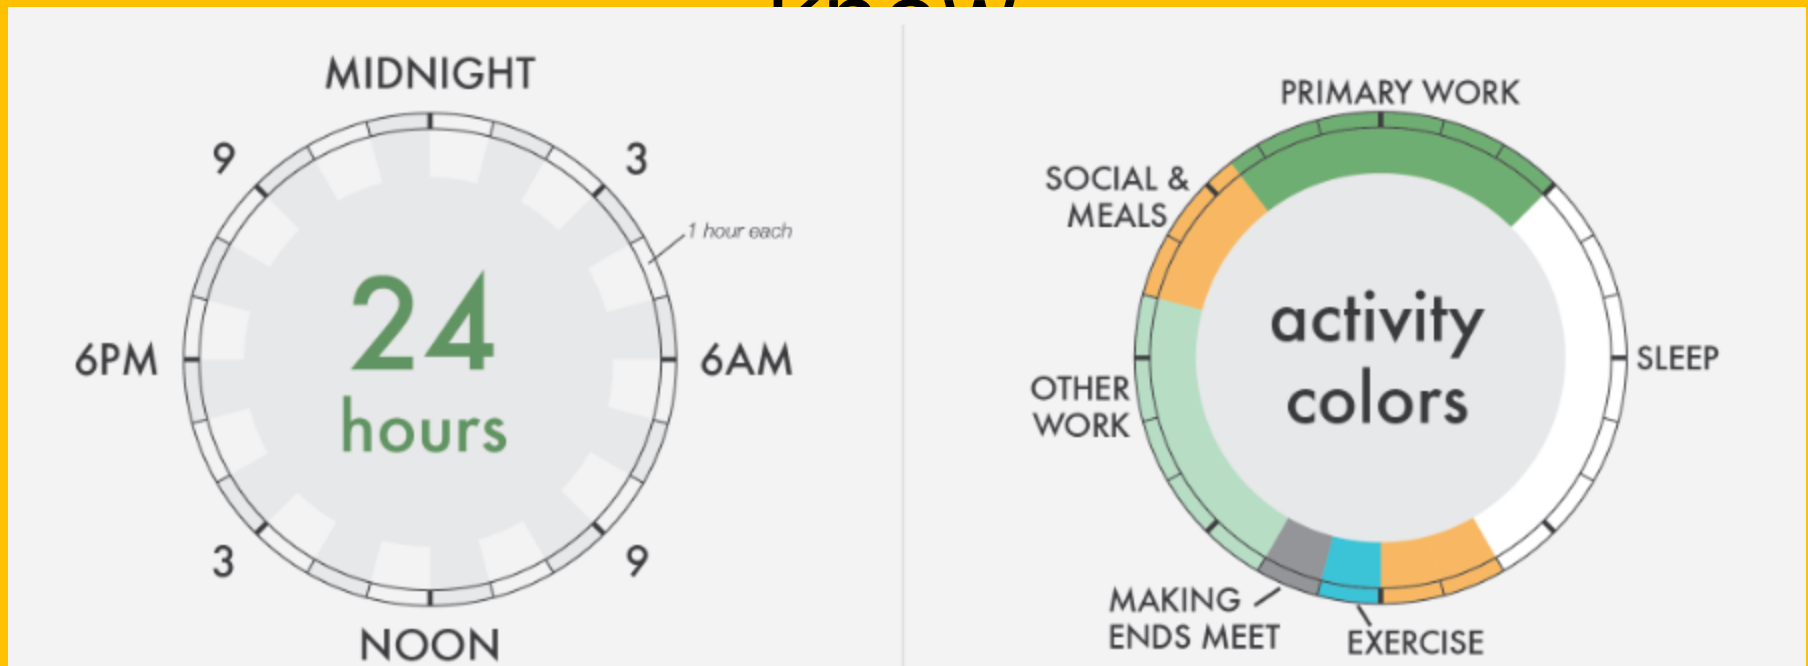 know
MIDNIGHT
9
3
1 hour each
24
hours
6PM
6AM
3
9
NOON
PRIMARY WORK
SOCIAL &
MEALS
activity
colors
SLEEP
OTHER
WORK
MAKING
ENDS MEET
EXERCISE